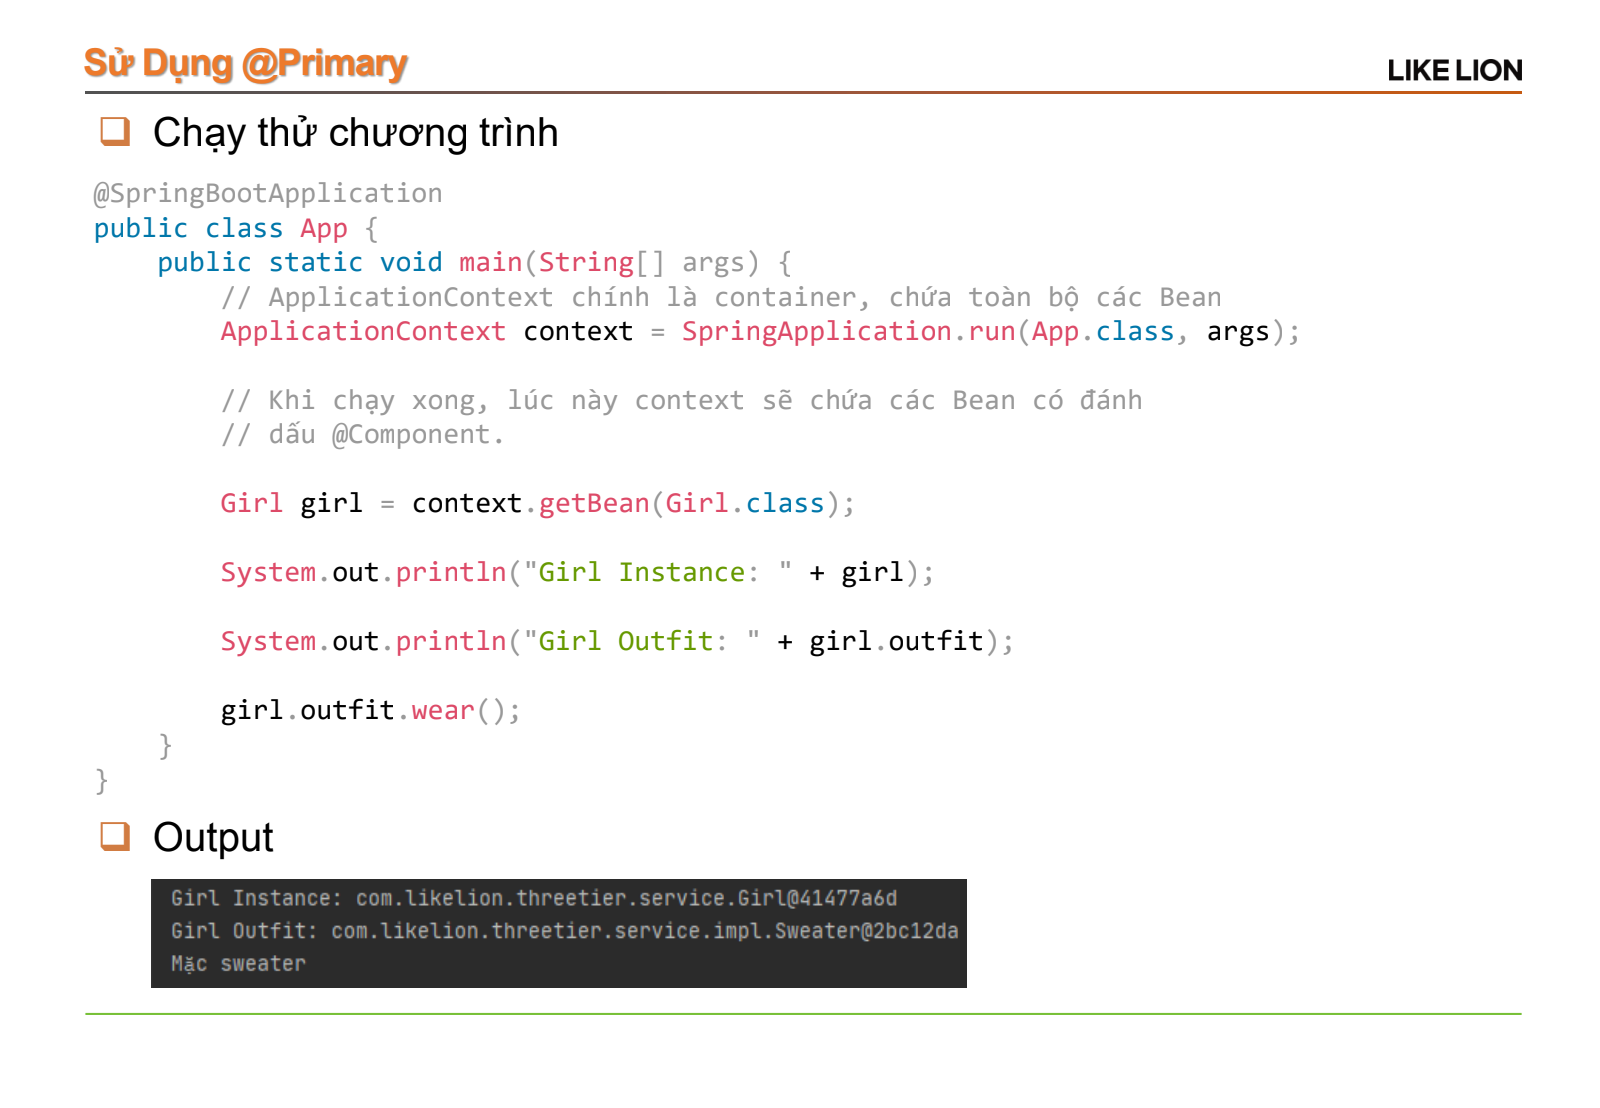 Sử Dụng @Primary
LIKE LION
Chạy thử chương trình
@SpringBootApplication
public class App {
    public static void main(String[] args) {
        // ApplicationContext chính là container, chứa toàn bộ các Bean
        ApplicationContext context = SpringApplication.run(App.class, args);
        // Khi chạy xong, lúc này context sẽ chứa các Bean có đánh
        // dấu @Component.
        Girl girl = context.getBean(Girl.class);
        System.out.println("Girl Instance: " + girl);
        System.out.println("Girl Outfit: " + girl.outfit);
        girl.outfit.wear();
    }
}
Output
Girl Instance: com.likelion.threetier.service.Girl@41477a6d
Girl Outfit: com.likelion.threetier.service.impl.Sweater@2bc12da
Mặc sweater